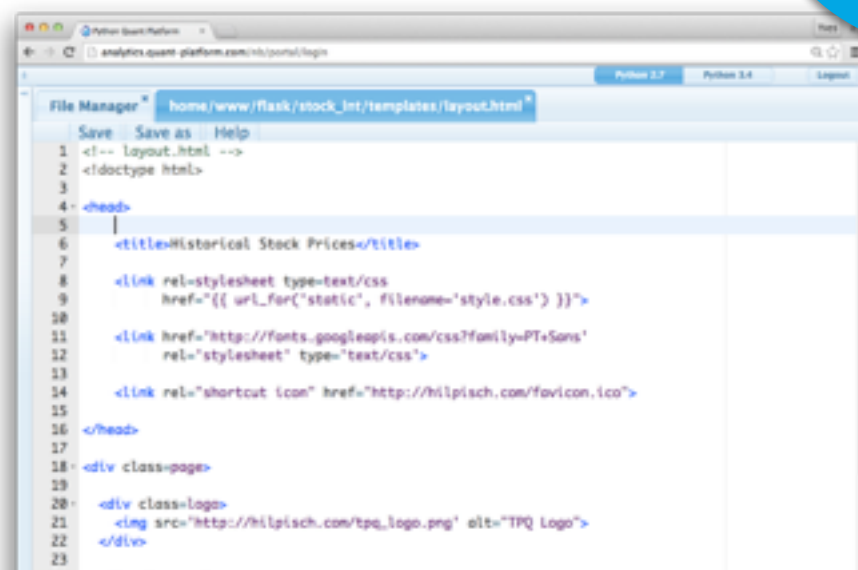 Python Quant Platform
Yves
analytics.quant-platform.com/nb/portal/login
Python 2.7 Python 3.4 Logout
File Manager home/www/flask/stock_int/templates/layout.html
Save Save as Help
1 <!-- layout.html -->
2 <!doctype html>
3
4 <head>
5
6 <title>Historical Stock Prices</title>
7
8 <link rel=stylesheet type=text/css
9 href="{{ url_for('static', filename='style.css') }}">
10
11 <link href='http://fonts.googleapis.com/css?family=PT+Sans'
12 rel="stylesheet" type="text/css">
13
14 <link rel="shortcut icon" href="http://hilpisch.com/favicon.ico">
15
16 </head>
17
18 <div class=page>
19
20 <div class=logo>
21 <img src='http://hilpisch.com/tpq_logo.png' alt="TPQ Logo">
22 </div>
23